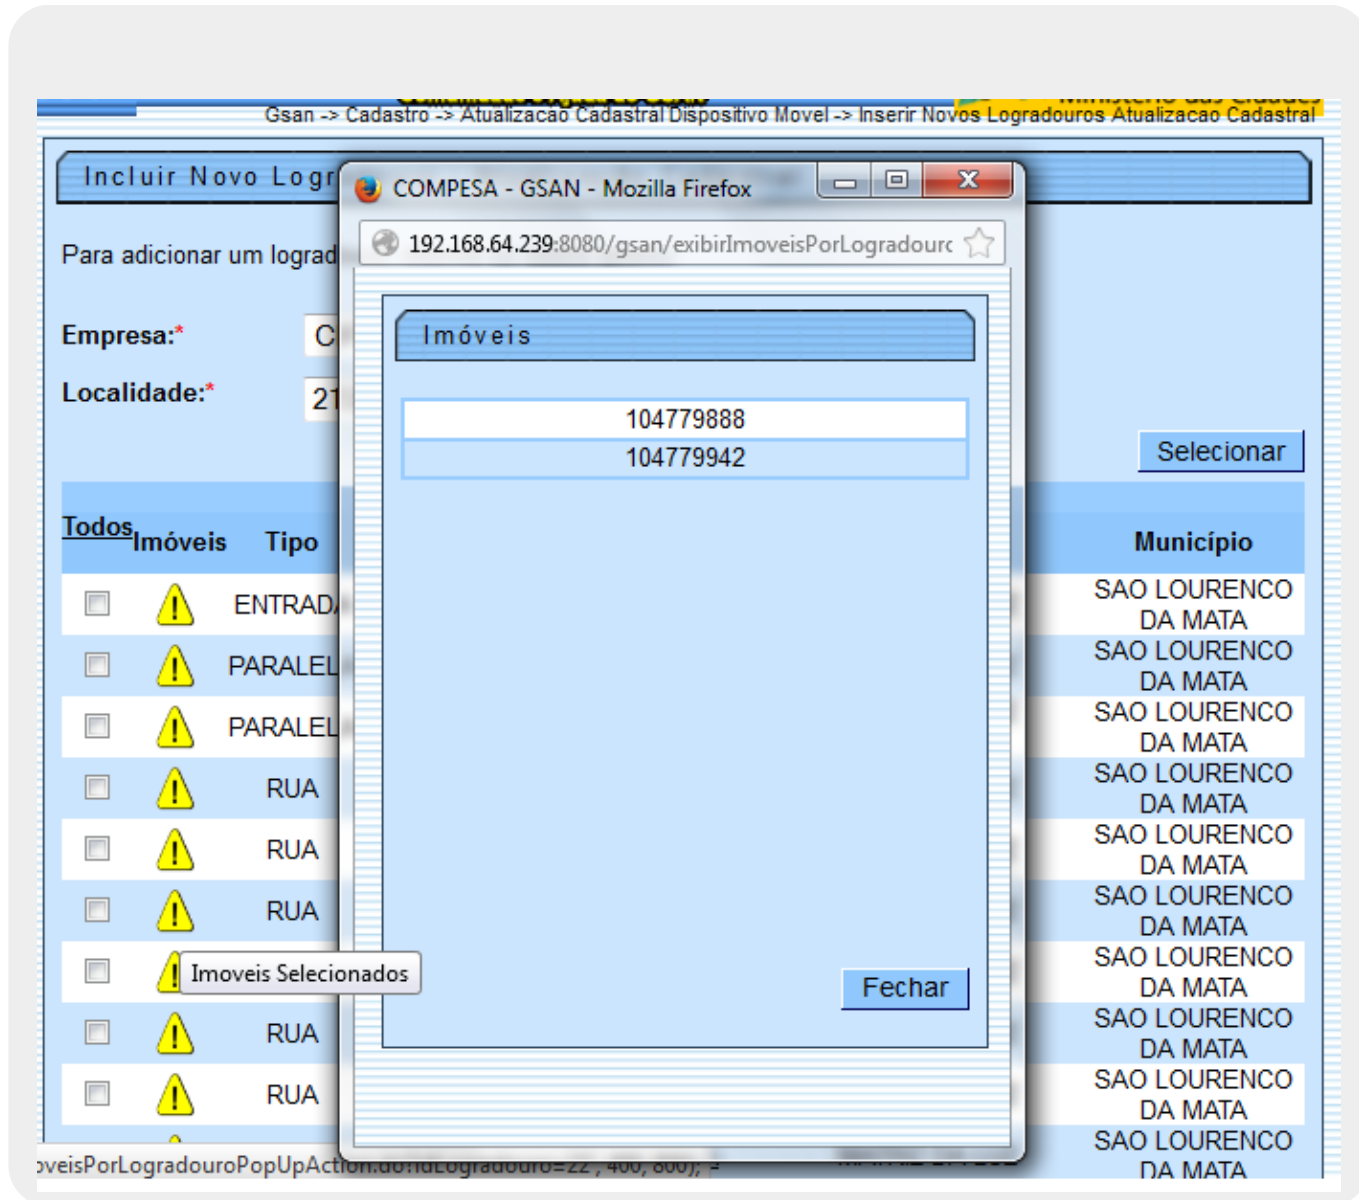 Gsan -> Cadastro -> Atualizacao Cadastral Dispositivo Movel -> Inserir Novos Logradouros Atualizacao Cadastral
Incluir Novo Logr
COMPESA - GSAN - Mozilla Firefox
192.168.64.239:8080/gsan/exibirImoveisPorLogradouro
Para adicionar um lograd
Imóveis
Empresa:*
Localidade:*
21
104779888
104779942
Selecionar
Todos Imóveis Tipo Município
ENTRADA SAO LOURENCO
DA MATA
PARALEL SAO LOURENCO
DA MATA
PARALEL SAO LOURENCO
DA MATA
RUA SAO LOURENCO
DA MATA
RUA SAO LOURENCO
DA MATA
RUA SAO LOURENCO
DA MATA
Imoveis Selecionados SAO LOURENCO
DA MATA
Fechar
RUA SAO LOURENCO
DA MATA
RUA SAO LOURENCO
DA MATA
SAO LOURENCO
DA MATA